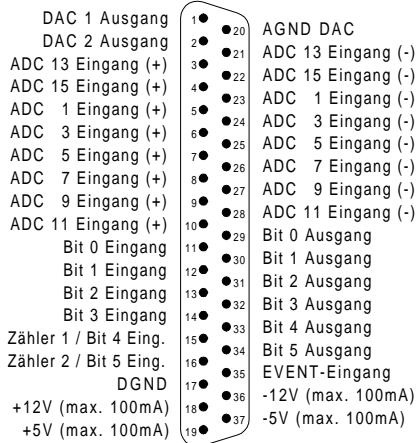 DAC 1 Ausgang 1
DAC 2 Ausgang 2
ADC 13 Eingang (+) 3
ADC 15 Eingang (+) 4
ADC 1 Eingang (+) 5
ADC 3 Eingang (+) 6
ADC 5 Eingang (+) 7
ADC 7 Eingang (+) 8
ADC 9 Eingang (+) 9
ADC 11 Eingang (+) 10
Bit 0 Eingang 11
Bit 1 Eingang 12
Bit 2 Eingang 13
Bit 3 Eingang 14
Zähler 1 / Bit 4 Eing. 15
Zähler 2 / Bit 5 Eing. 16
DGND 17
+12V (max. 100mA) 18
+5V (max. 100mA) 19
20 AGND DAC
21 ADC 13 Eingang (-)
22 ADC 15 Eingang (-)
23 ADC 1 Eingang (-)
24 ADC 3 Eingang (-)
25 ADC 5 Eingang (-)
26 ADC 7 Eingang (-)
27 ADC 9 Eingang (-)
28 ADC 11 Eingang (-)
29 Bit 0 Ausgang
30 Bit 1 Ausgang
31 Bit 2 Ausgang
32 Bit 3 Ausgang
33 Bit 4 Ausgang
34 Bit 5 Ausgang
35 EVENT-Eingang
36 -12V (max. 100mA)
37 -5V (max. 100mA)